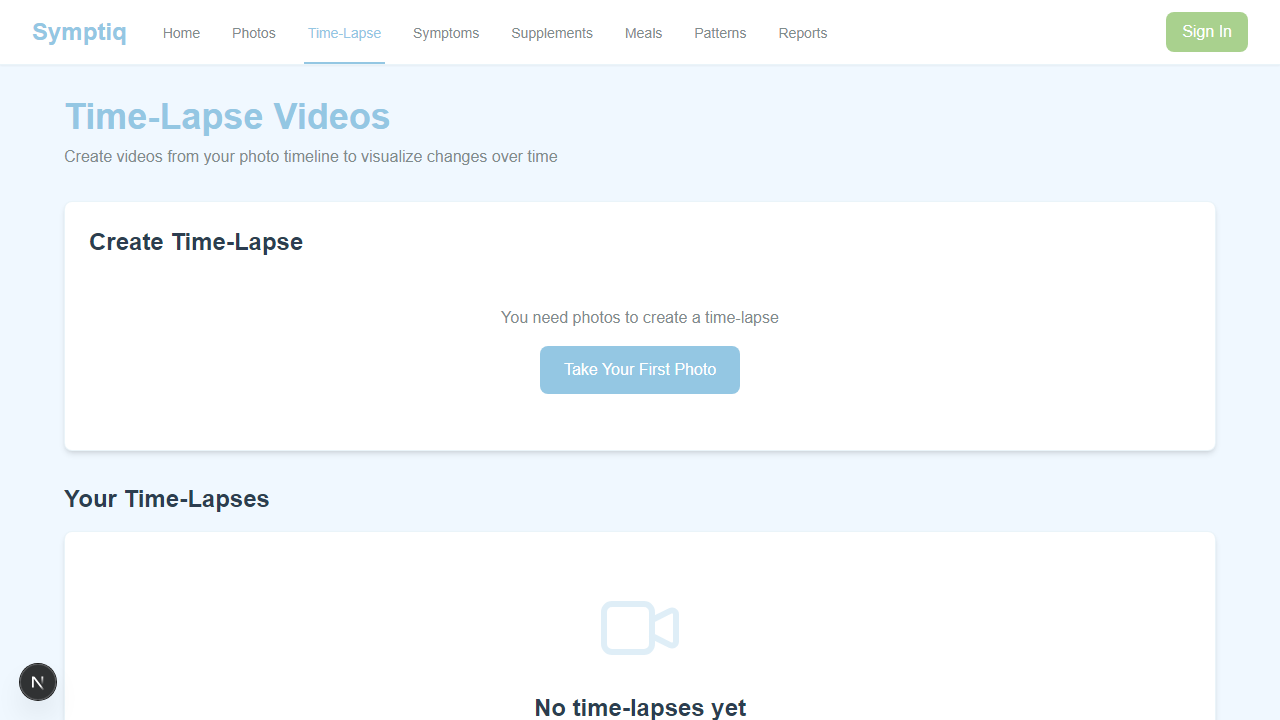 Symptiq
Home
Photos
Time-Lapse
Symptoms
Supplements
Meals
Patterns
Reports
Sign In
Time-Lapse Videos
Create videos from your photo timeline to visualize changes over time
Create Time-Lapse
You need photos to create a time-lapse
Take Your First Photo
Your Time-Lapses
N
No time-lapses yet